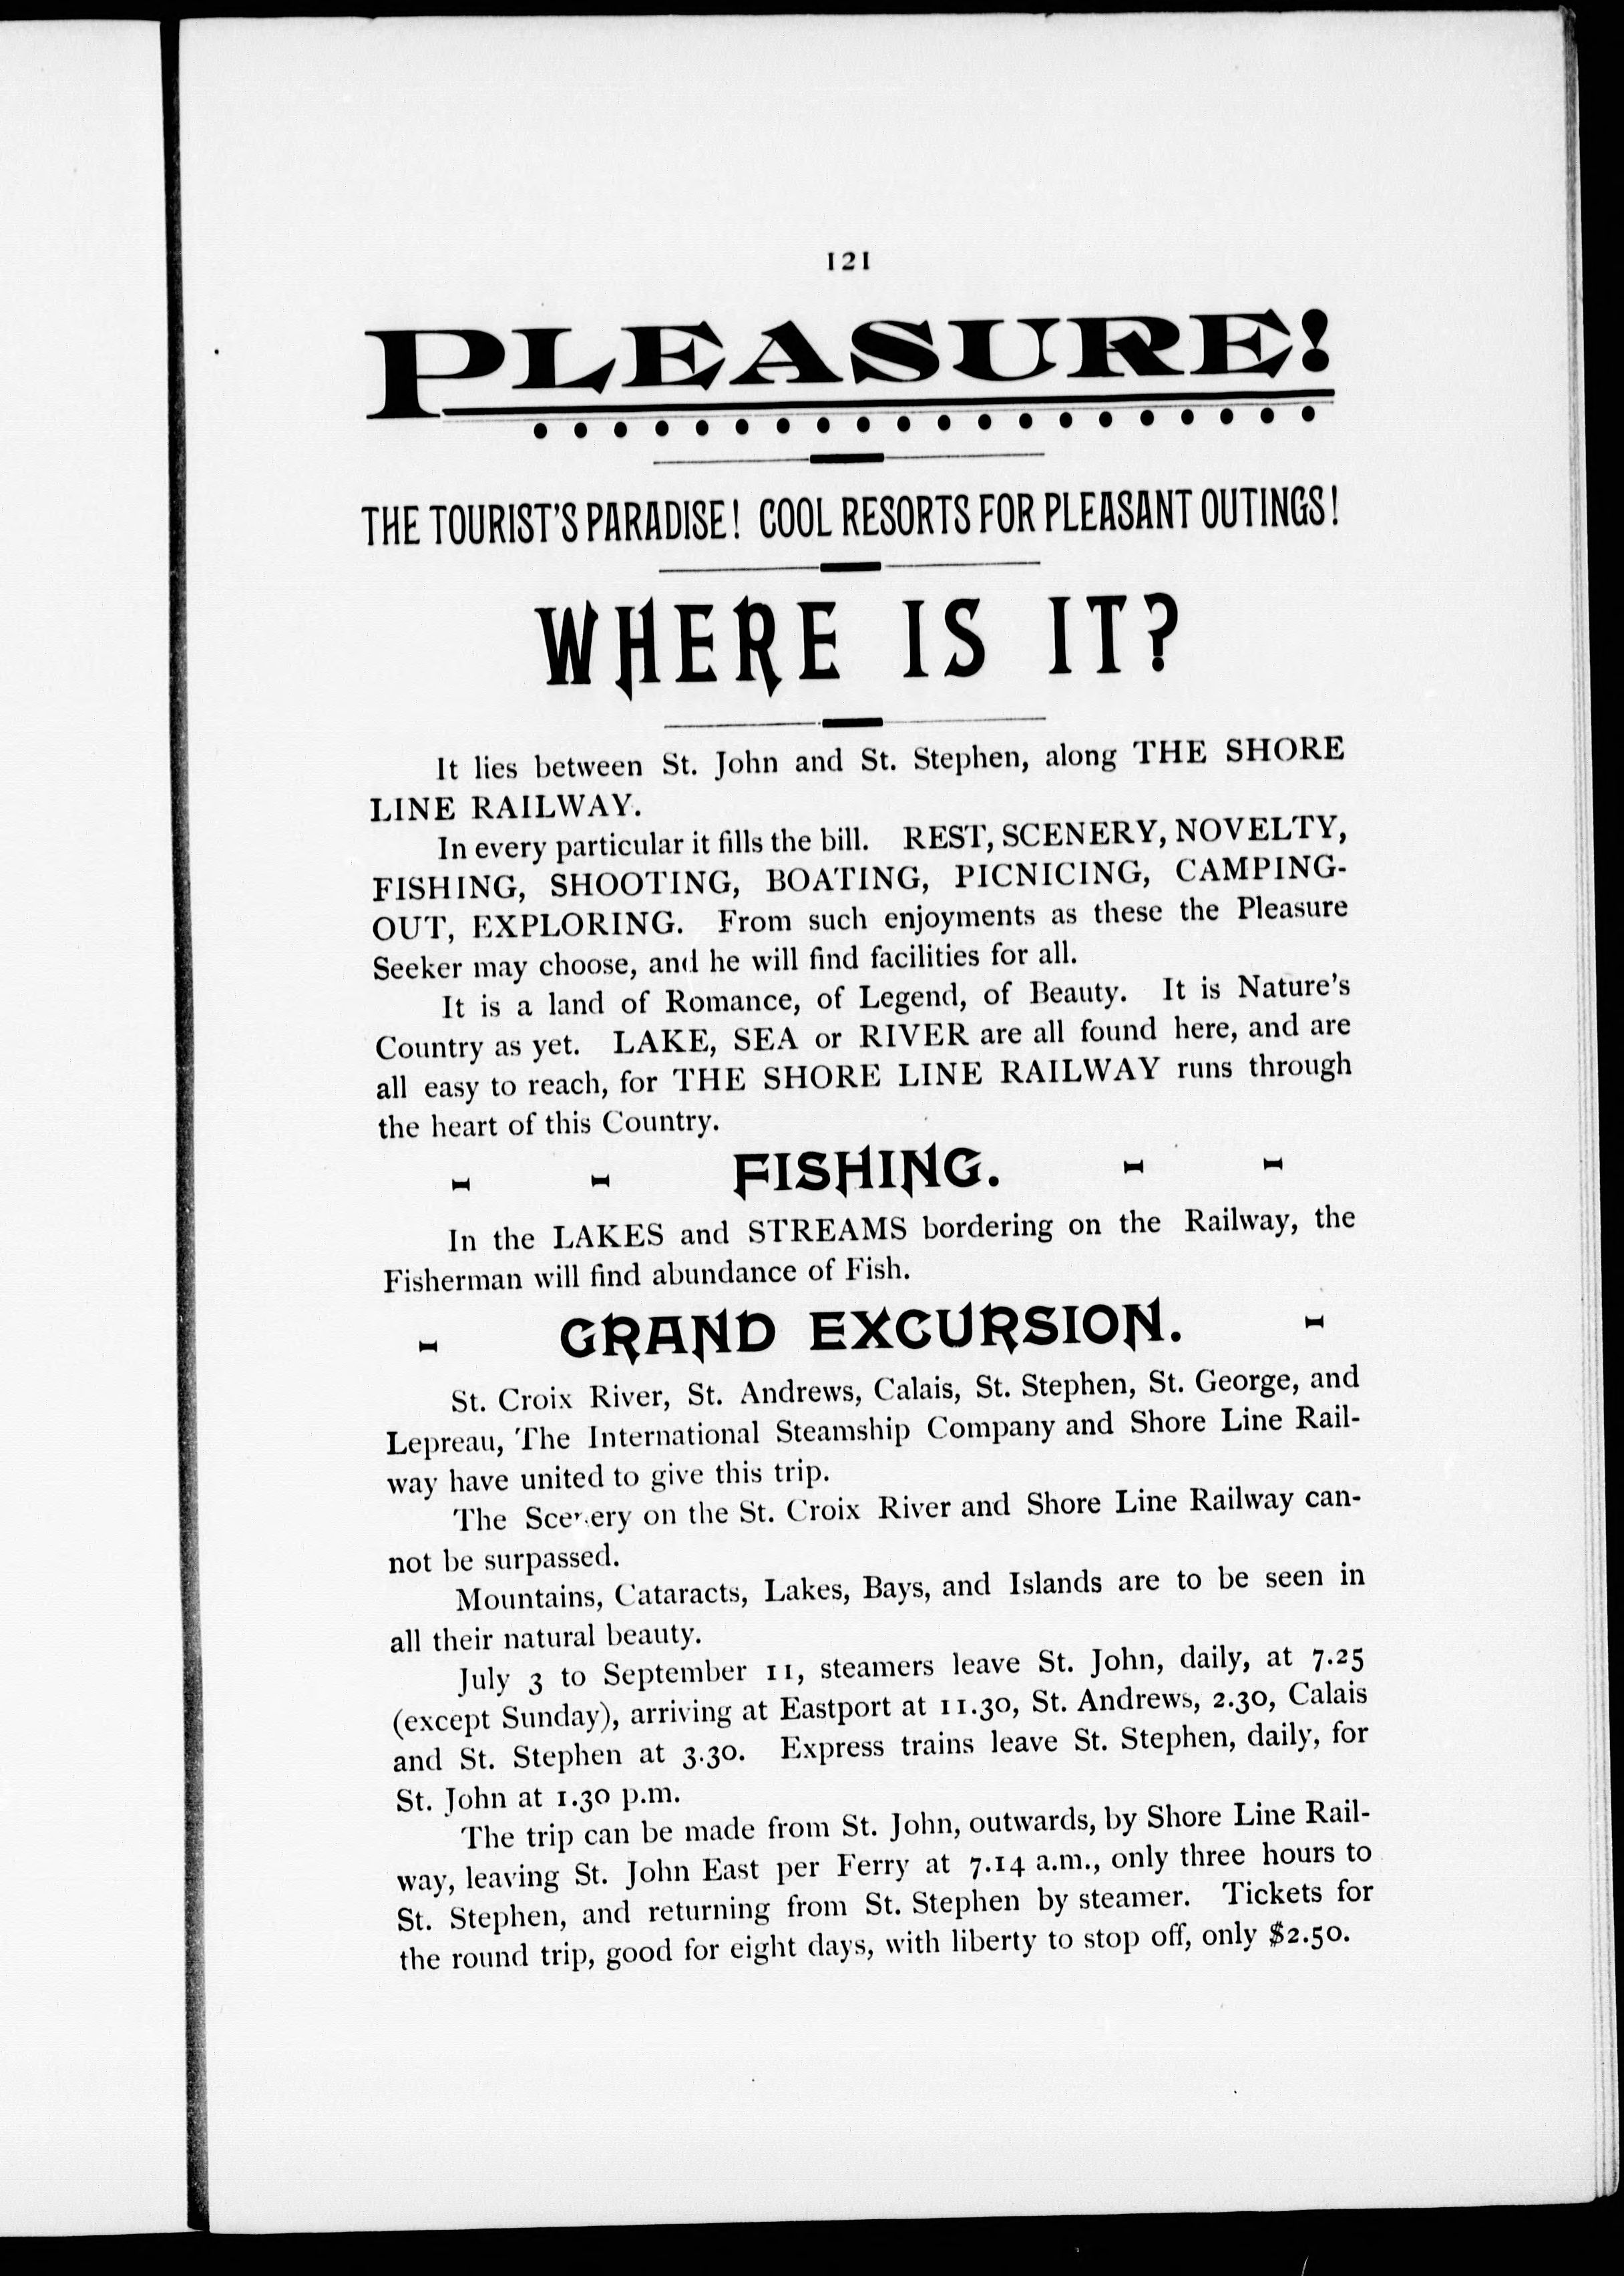 121
PLEASURE!
THE TOURIST'S PARADISE! COOL RESORTS FOR PLEASANT OUTINGS!
WHERE IS IT?
It lies between St. John and St. Stephen, along THE SHORE
LINE RAILWAY.
In every particular it fills the bill. REST, SCENERY, NOVELTY,
FISHING, SHOOTING, BOATING, PICNICING, CAMPING-
OUT, EXPLORING. From such enjoyments as these the Pleasure
Seeker may choose, and he will find facilities for all.
It is a land of Romance, of Legend, of Beauty. It is Nature's
Country as yet. LAKE, SEA or RIVER are all found here, and are
all easy to reach, for THE SHORE LINE RAILWAY runs through
the heart of this Country.
- - FISHING. - -
In the LAKES and STREAMS bordering on the Railway, the
Fisherman will find abundance of Fish.
- GRAND EXCURSION. -
St. Croix River, St. Andrews, Calais, St. Stephen, St. George, and
Lepreau, The International Steamship Company and Shore Line Rail-
way have united to give this trip.
The Scenery on the St. Croix River and Shore Line Railway can-
not be surpassed.
Mountains, Cataracts, Lakes, Bays, and Islands are to be seen in
all their natural beauty.
July 3 to September 11, steamers leave St. John, daily, at 7.25
(except Sunday), arriving at Eastport at 11.30, St. Andrews, 2.30, Calais
and St. Stephen at 3.30. Express trains leave St. Stephen, daily, for
St. John at 1.30 p.m.
The trip can be made from St. John, outwards, by Shore Line Rail-
way, leaving St. John East per Ferry at 7.14 a.m., only three hours to
St. Stephen, and returning from St. Stephen by steamer. Tickets for
the round trip, good for eight days, with liberty to stop off, only $2.50.